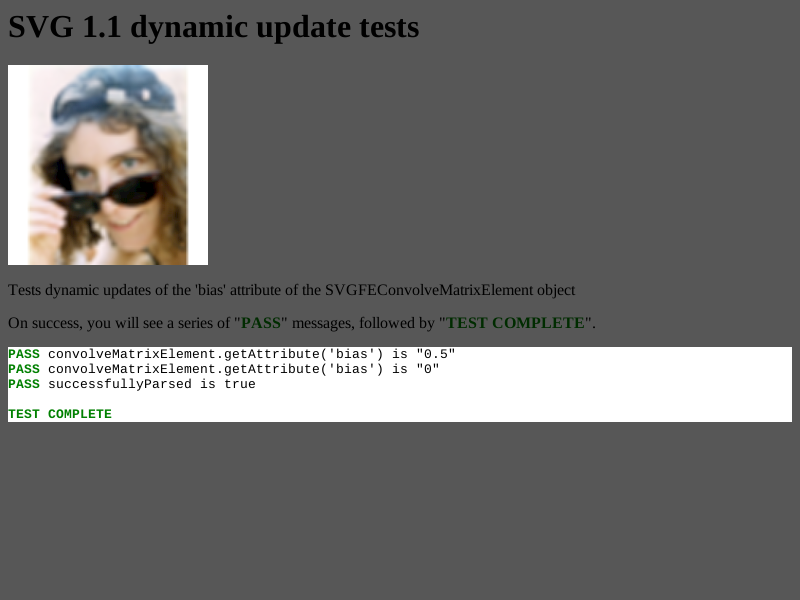 SVG 1.1 dynamic update tests
Tests dynamic updates of the 'bias' attribute of the SVGFEConvolveMatrixElement object
On success, you will see a series of "PASS" messages, followed by "TEST COMPLETE".
PASS convolveMatrixElement.getAttribute('bias') is "0.5"
PASS convolveMatrixElement.getAttribute('bias') is "0"
PASS successfullyParsed is true
TEST COMPLETE